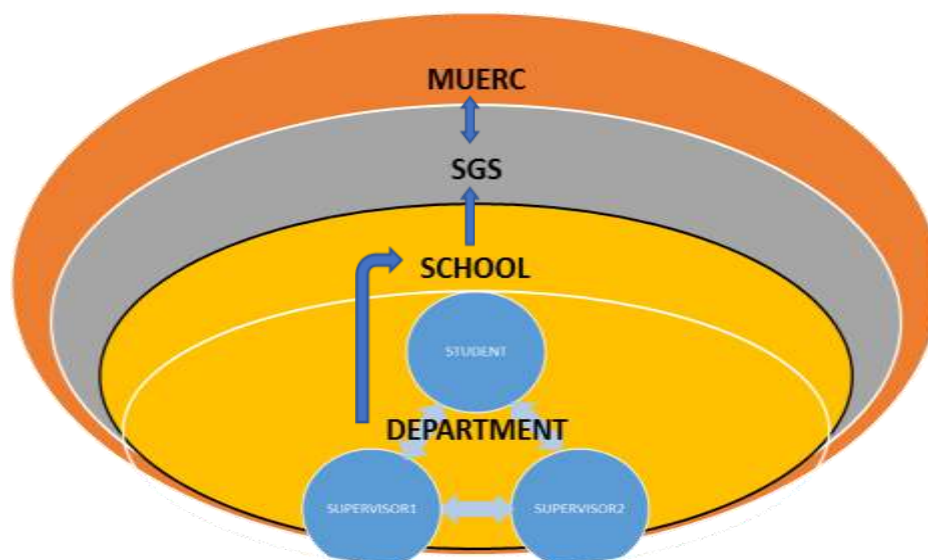 MUERC
SGS
SCHOOL
STUDENT
DEPARTMENT
SUPERVISOR1
SUPERVISOR2